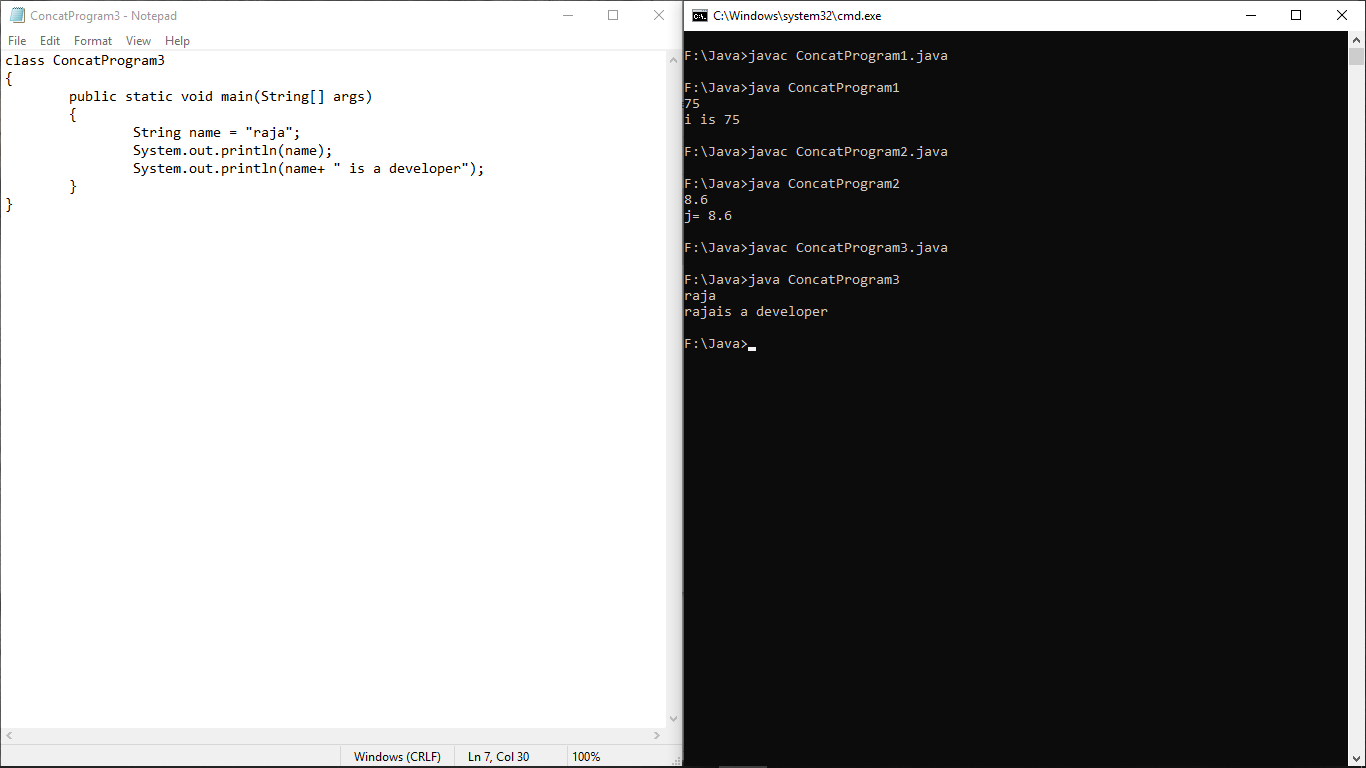 ConcatProgram3 - Notepad
File Edit Format View Help
class ConcatProgram3
{
        public static void main(String[] args)
        {
                String name = "raja";
                System.out.println(name);
                System.out.println(name+ " is a developer");
        }
}
Windows (CRLF) Ln 7, Col 30 100%
C:\Windows\system32\cmd.exe
F:\Java>javac ConcatProgram1.java
F:\Java>java ConcatProgram1
75
i is 75
F:\Java>javac ConcatProgram2.java
F:\Java>java ConcatProgram2
8.6
j= 8.6
F:\Java>javac ConcatProgram3.java
F:\Java>java ConcatProgram3
raja
rajais a developer
F:\Java>